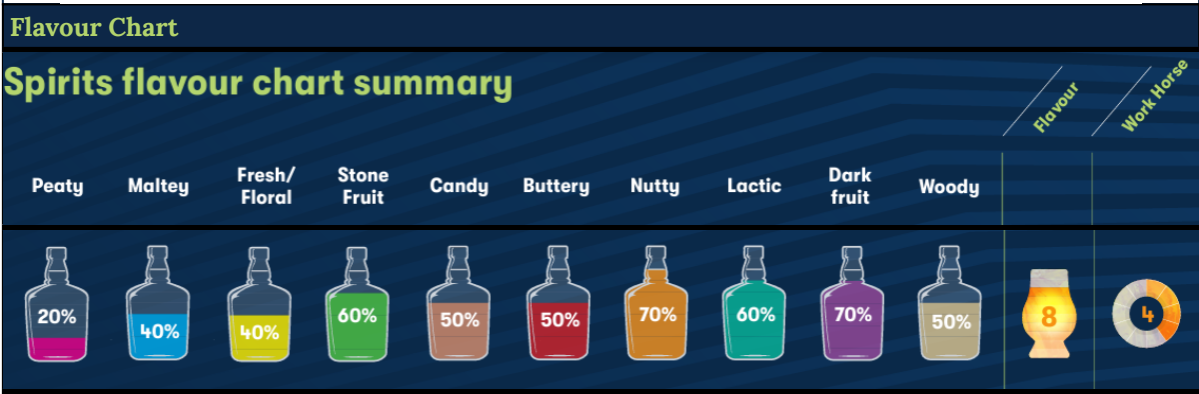 Flavour Chart
Spirits flavour chart summary
Flavour
Work Horse
Peaty
Maltey
Fresh/
Floral
Stone
Fruit
Candy
Buttery
Nutty
Lactic
Dark
fruit
Woody
20%
40%
40%
60%
50%
50%
70%
60%
70%
50%
8
4